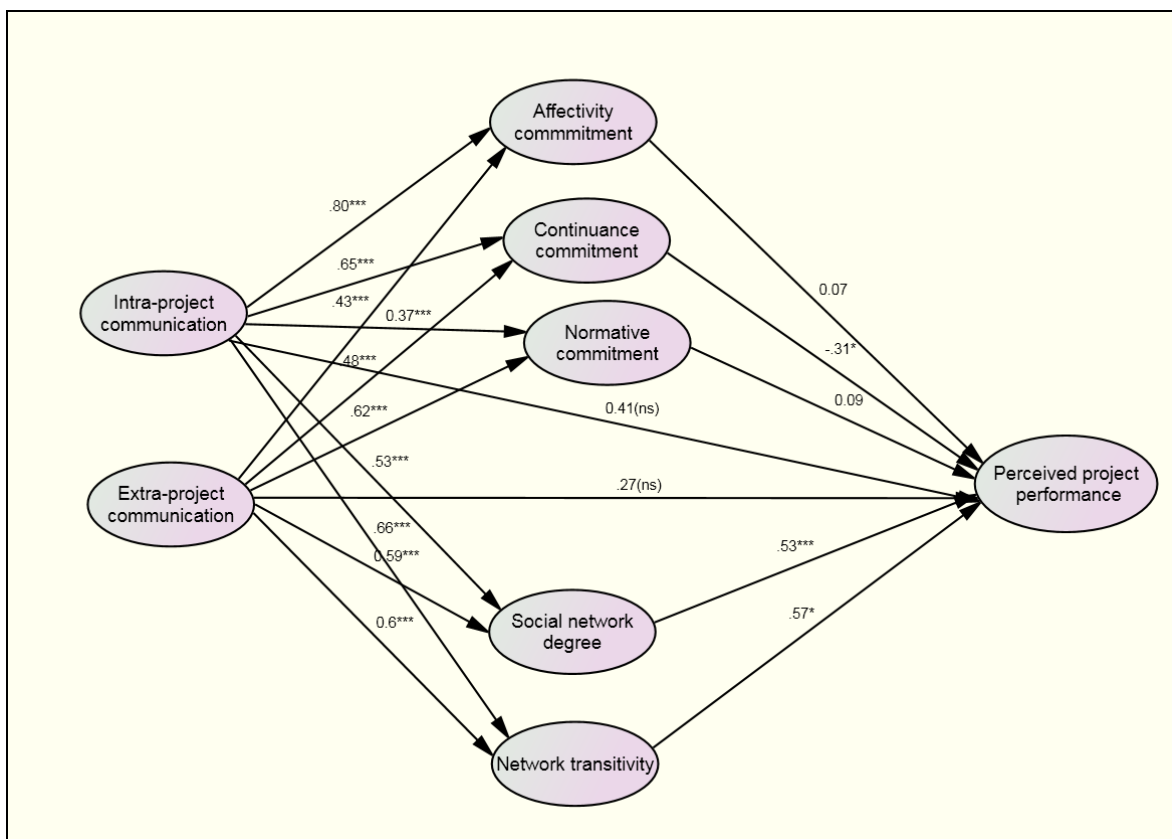 Affectivity
commmitment
.80***
Continuance
commitment
.65***
Intra-project
communication
.43***
0.37***
0.07
-.31*
Normative
commitment
.48***
0.09
.62***
0.41(ns)
.53***
Extra-project
communication
.27(ns)
Perceived project
performance
.66***
0.59***
.53***
0.6***
Social network
degree
.57*
Network transitivity